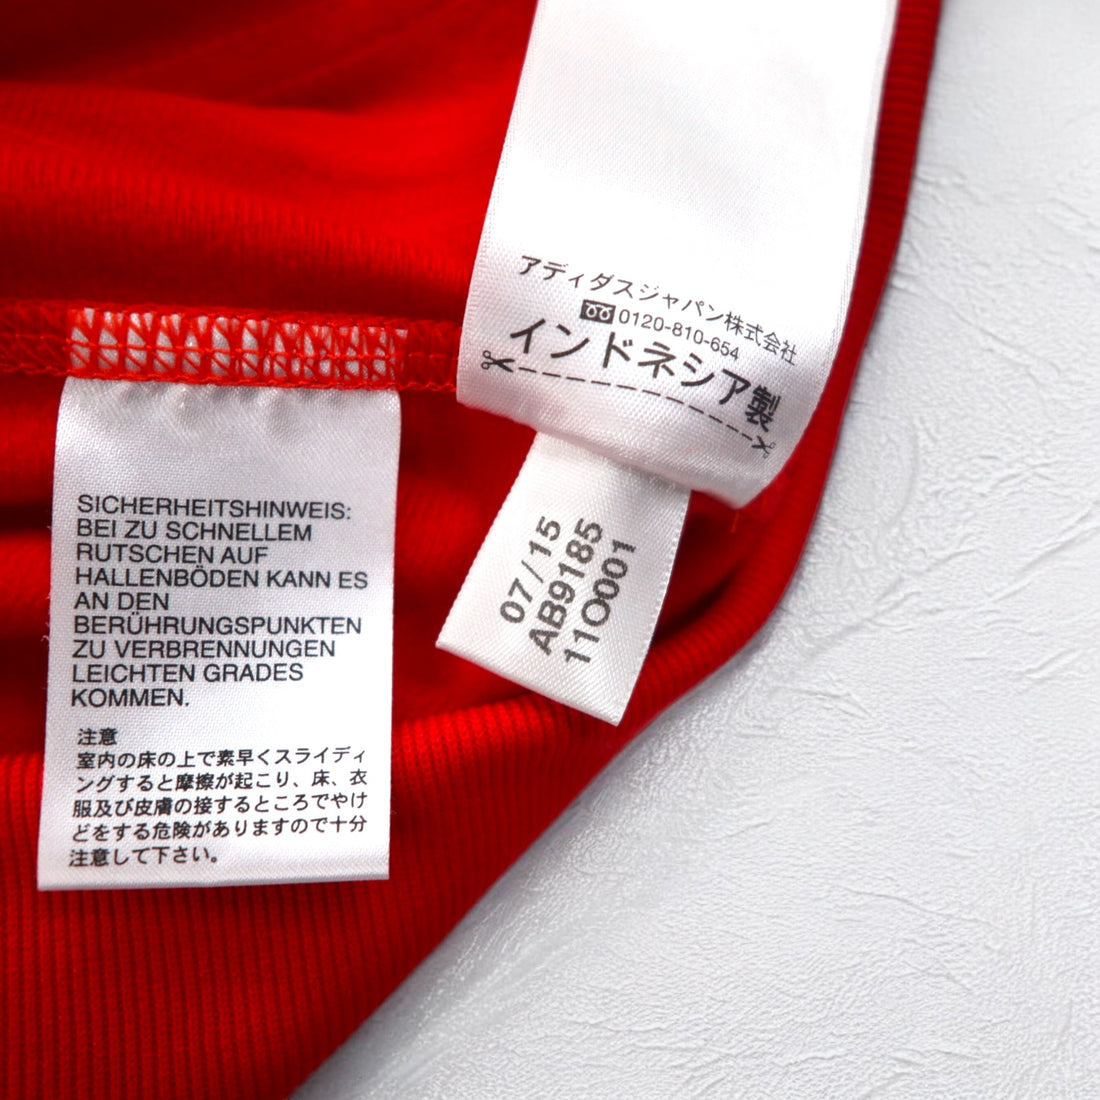 アディダスジャパン株式会社
0120-810-654
インドネシア製
07/15
AB9185
11O001
SICHERHEITSHINWEIS:
BEI ZU SCHNELLEM
RUTSCHEN AUF
HALLENBÖDEN KANN ES
AN DEN
BERÜHRUNGSPUNKTEN
ZU VERBRENNUNGEN
LEICHTEN GRADES
KOMMEN.
注意
室内の床の上で素早くスライディ
ングすると摩擦が起こり、床、衣
服及び皮膚の接するところでやけ
どをする危険がありますので十分
注意して下さい。